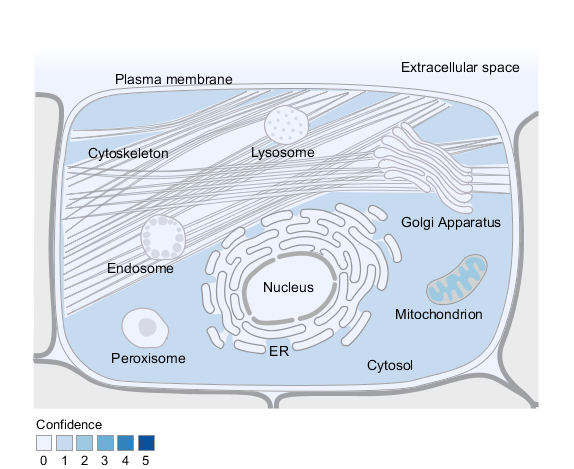 Extracellular space
Plasma membrane
Cytoskeleton
Lysosome
Golgi Apparatus
Endosome
Nucleus
Mitochondrion
Peroxisome
ER
Cytosol
Confidence
0 1 2 3 4 5